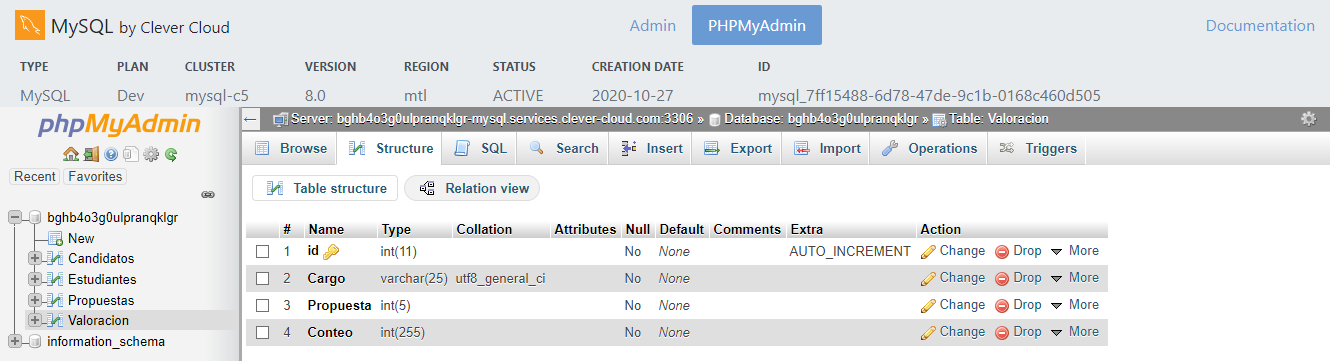 MySQL by Clever Cloud
Admin
PHPMyAdmin
Documentation
TYPE PLAN CLUSTER VERSION REGION STATUS CREATION DATE ID
MySQL Dev mysql-c5 8.0 mtl ACTIVE 2020-10-27 mysql_7ff15488-6d78-47de-9c1b-0168c460d505
phpMyAdmin
Recent Favorites
bghb4o3g0ulpranqklgr
New
Candidatos
Estudiantes
Propuestas
Valoracion
information_schema
Server: bghb4o3g0ulpranqklgr-mysql.services.clever-cloud.com:3306 » Database: bghb4o3g0ulpranqklgr » Table: Valoracion
Browse Structure SQL Search Insert Export Import Operations Triggers
Table structure Relation view
# Name Type Collation Attributes Null Default Comments Extra Action
1 id int(11) No None AUTO_INCREMENT Change Drop More
2 Cargo varchar(25) utf8_general_ci No None Change Drop More
3 Propuesta int(5) No None Change Drop More
4 Conteo int(255) No None Change Drop More